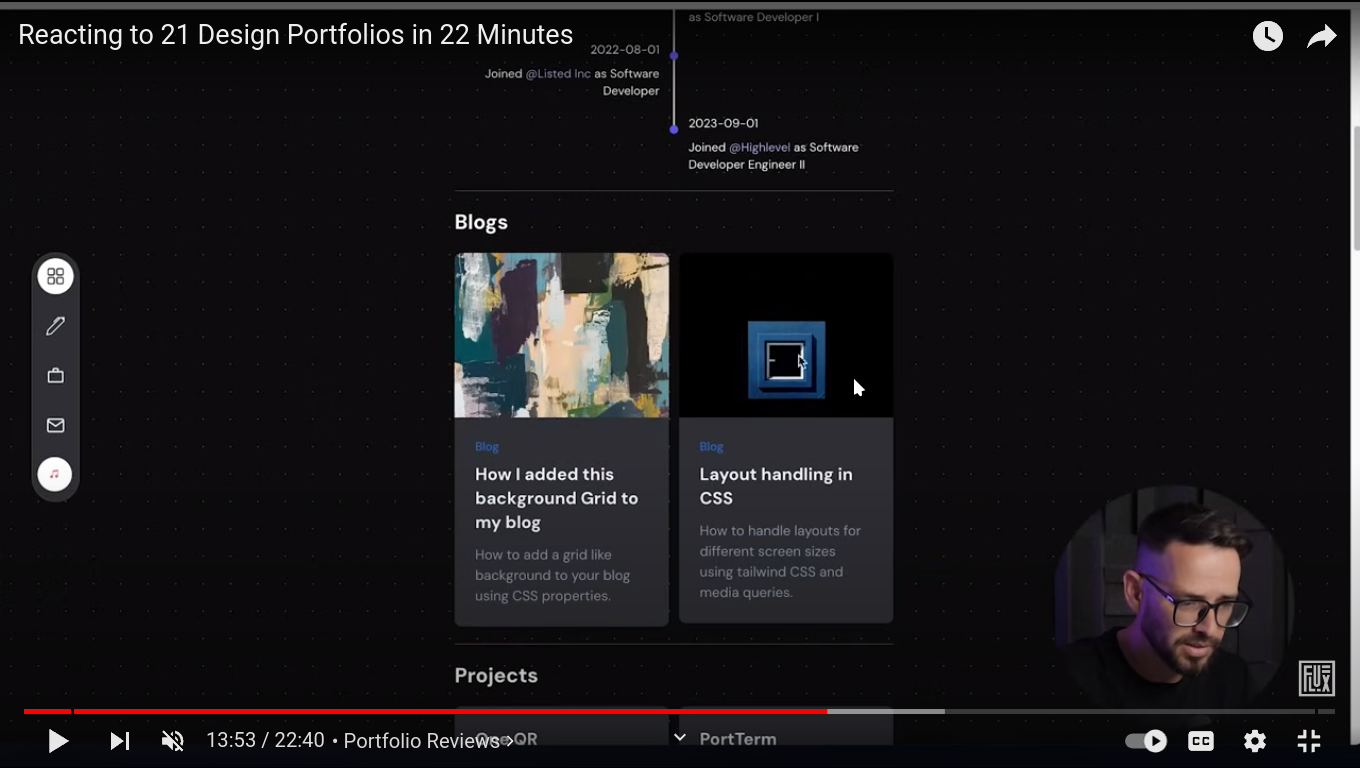 Reacting to 21 Design Portfolios in 22 Minutes
as Software Developer I
2022-08-01
Joined @Listed Inc as Software
Developer
2023-09-01
Joined @Highlevel as Software
Developer Engineer II
Blogs
Blog
How I added this
background Grid to
my blog
How to add a grid like
background to your blog
using CSS properties.
Blog
Layout handling in
CSS
How to handle layouts for
different screen sizes
using tailwind CSS and
media queries.
Projects
One QR
PortTerm
FLUX
13:53 / 22:40 • Portfolio Reviews >
CC